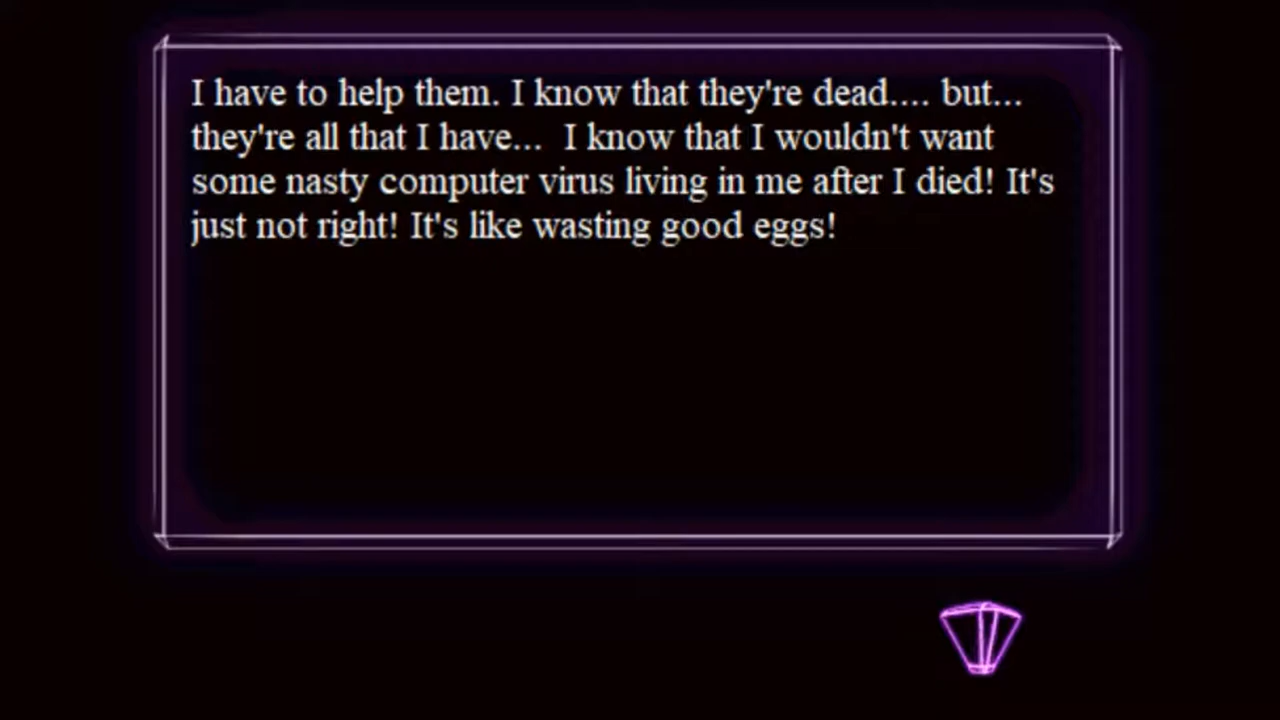 I have to help them. I know that they're dead.... but...
they're all that I have...  I know that I wouldn't want
some nasty computer virus living in me after I died! It's
just not right! It's like wasting good eggs!